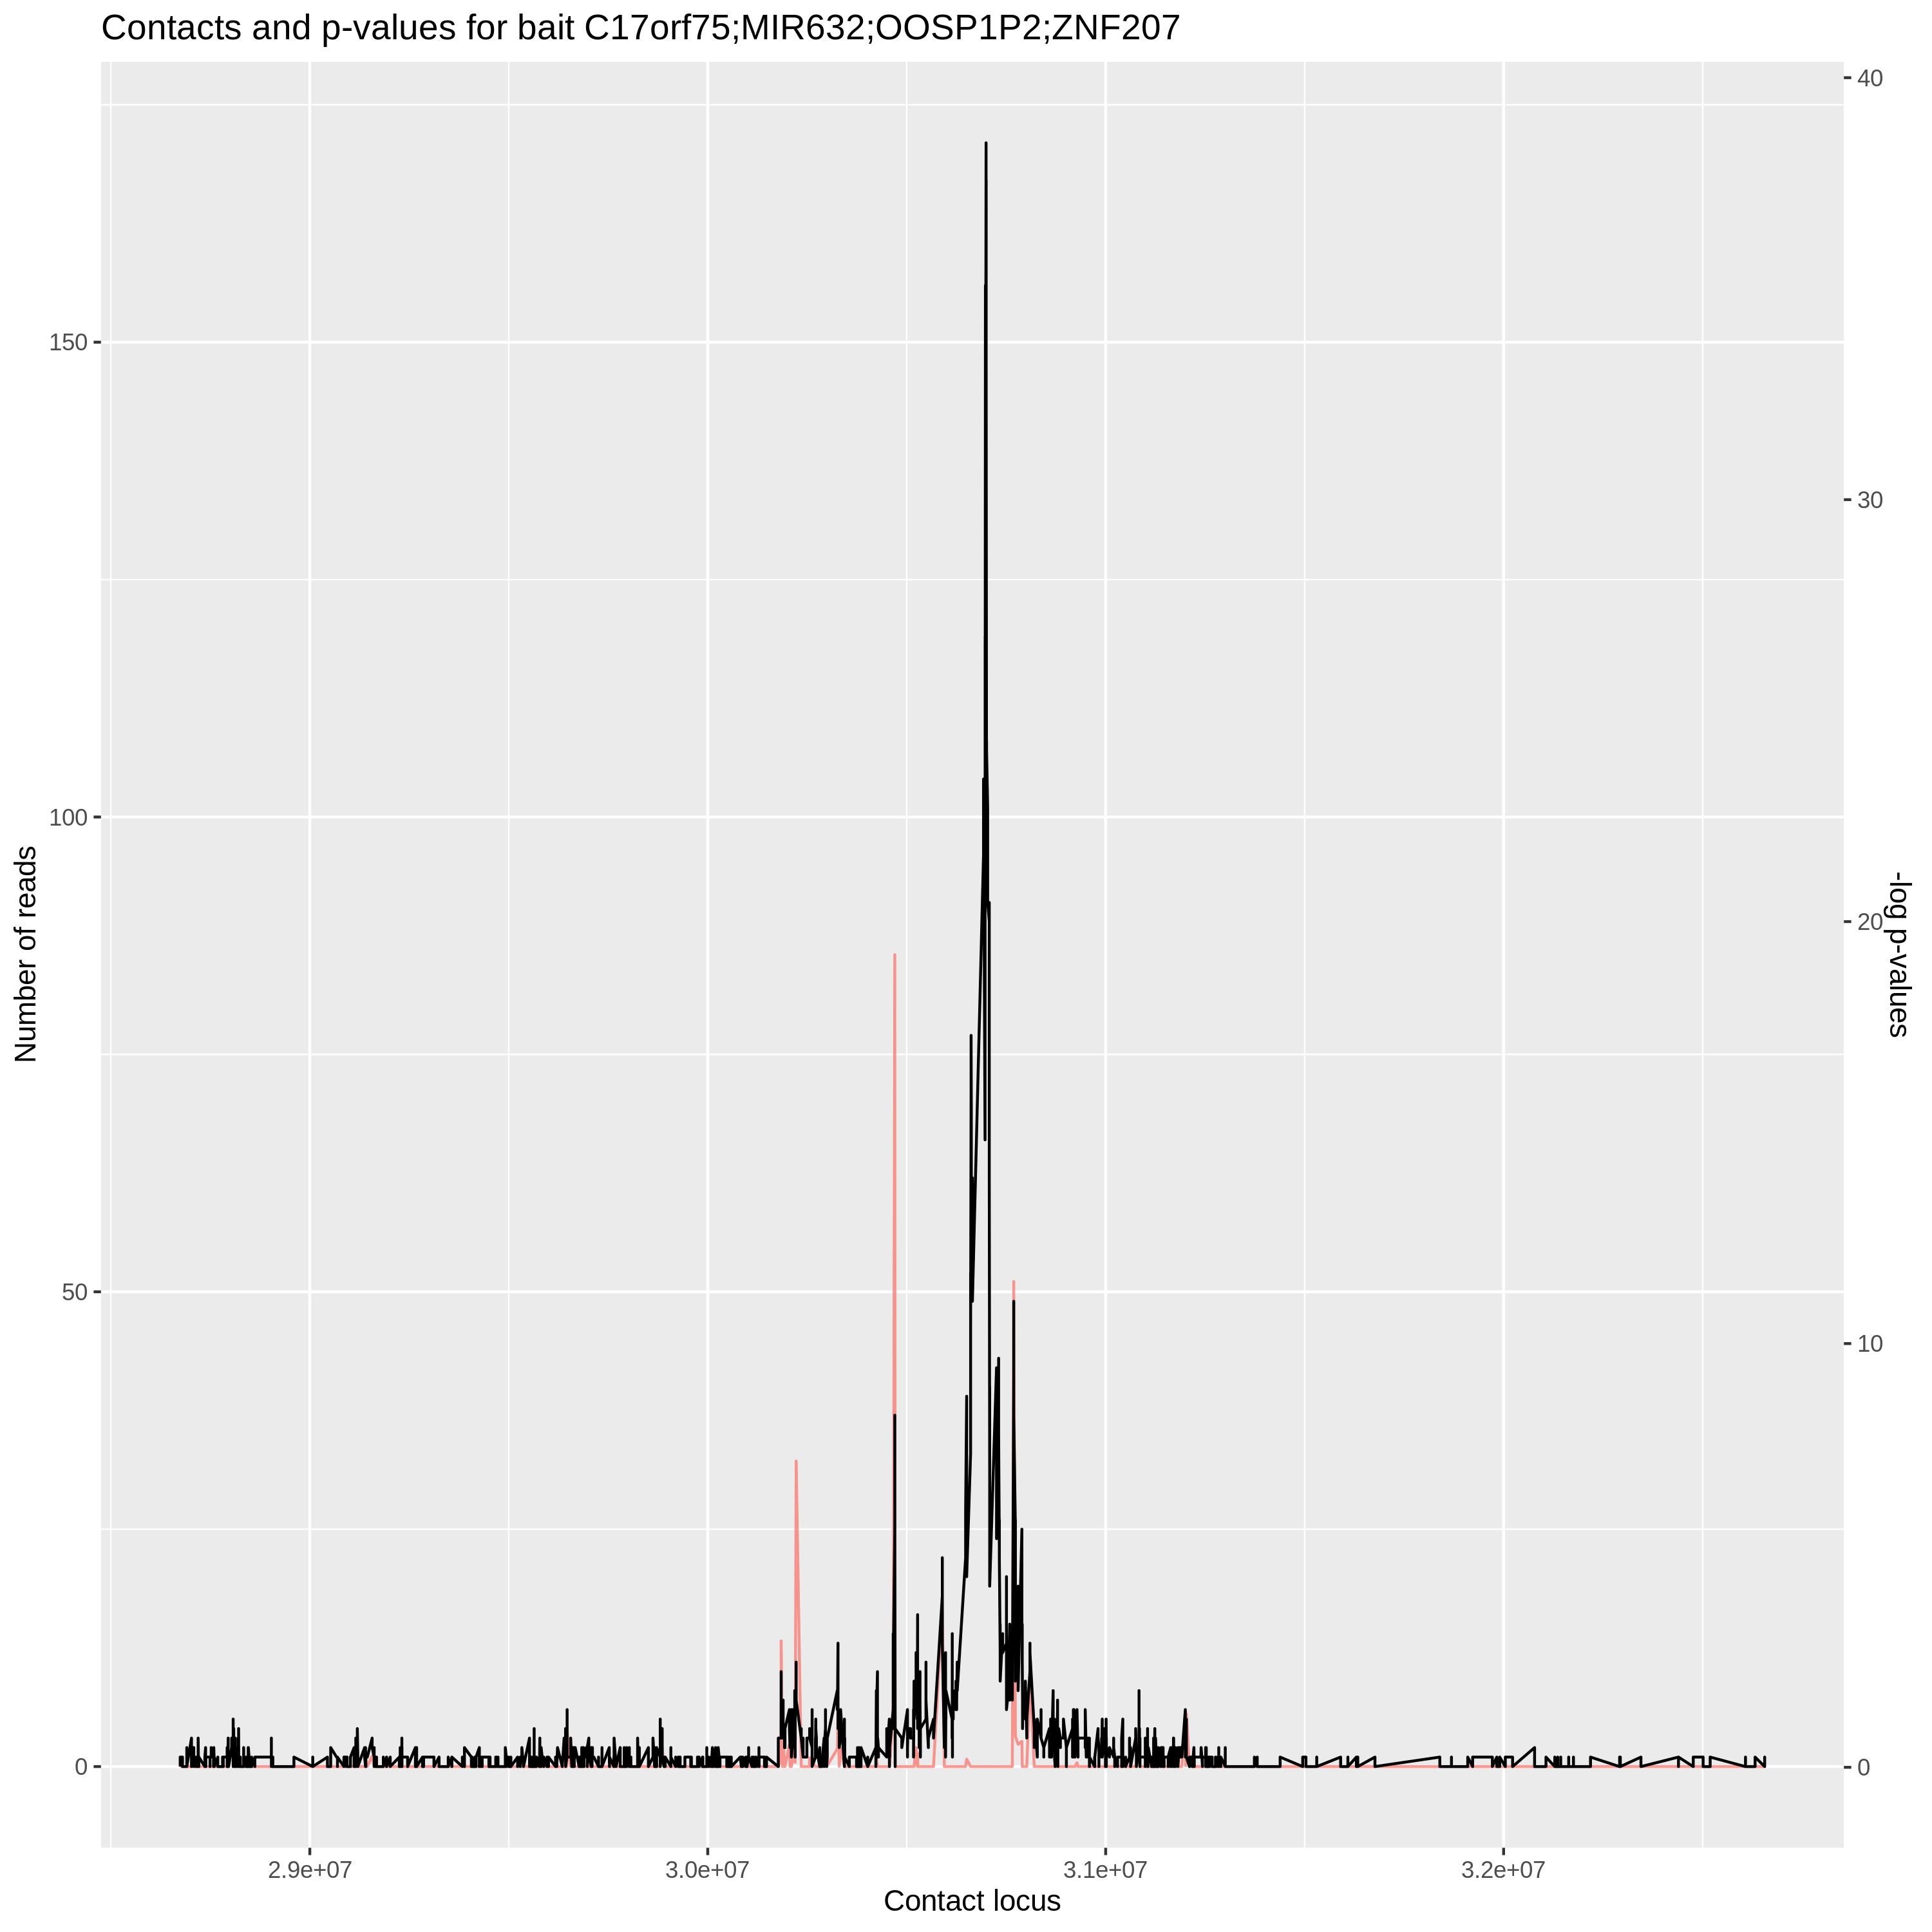 Contacts and p-values for bait C17orf75;MIR632;OOSP1P2;ZNF207
40
150
30
100
Number of reads
20
-log p-values
50
10
0
0
2.9e+07
3.0e+07
3.1e+07
3.2e+07
Contact locus